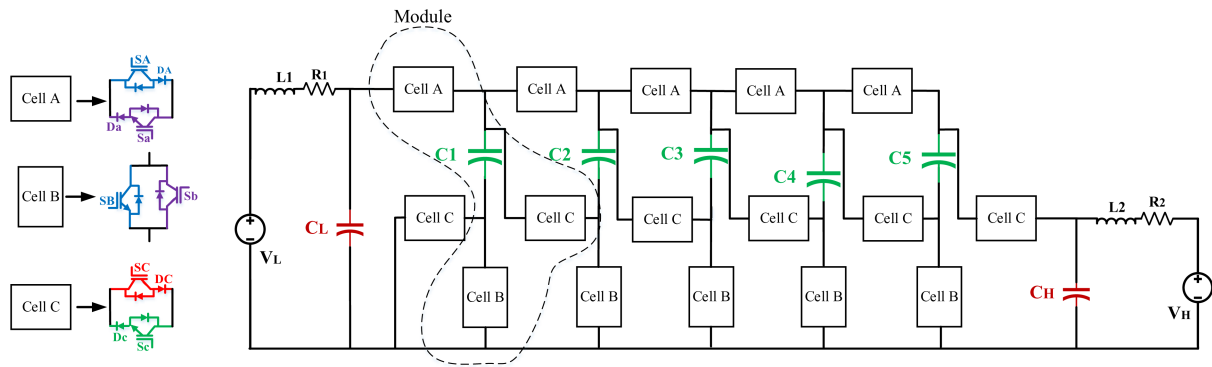 Module
Cell A
SA
DA
Da
Sa
Cell B
SB
Sb
Cell C
SC
DC
Dc
Sc
L1
R1
Cell A
Cell A
Cell A
Cell A
Cell A
C1
C2
C3
C4
C5
VL
CL
Cell C
Cell C
Cell C
Cell C
Cell C
Cell C
L2
R2
Cell B
Cell B
Cell B
Cell B
Cell B
CH
VH